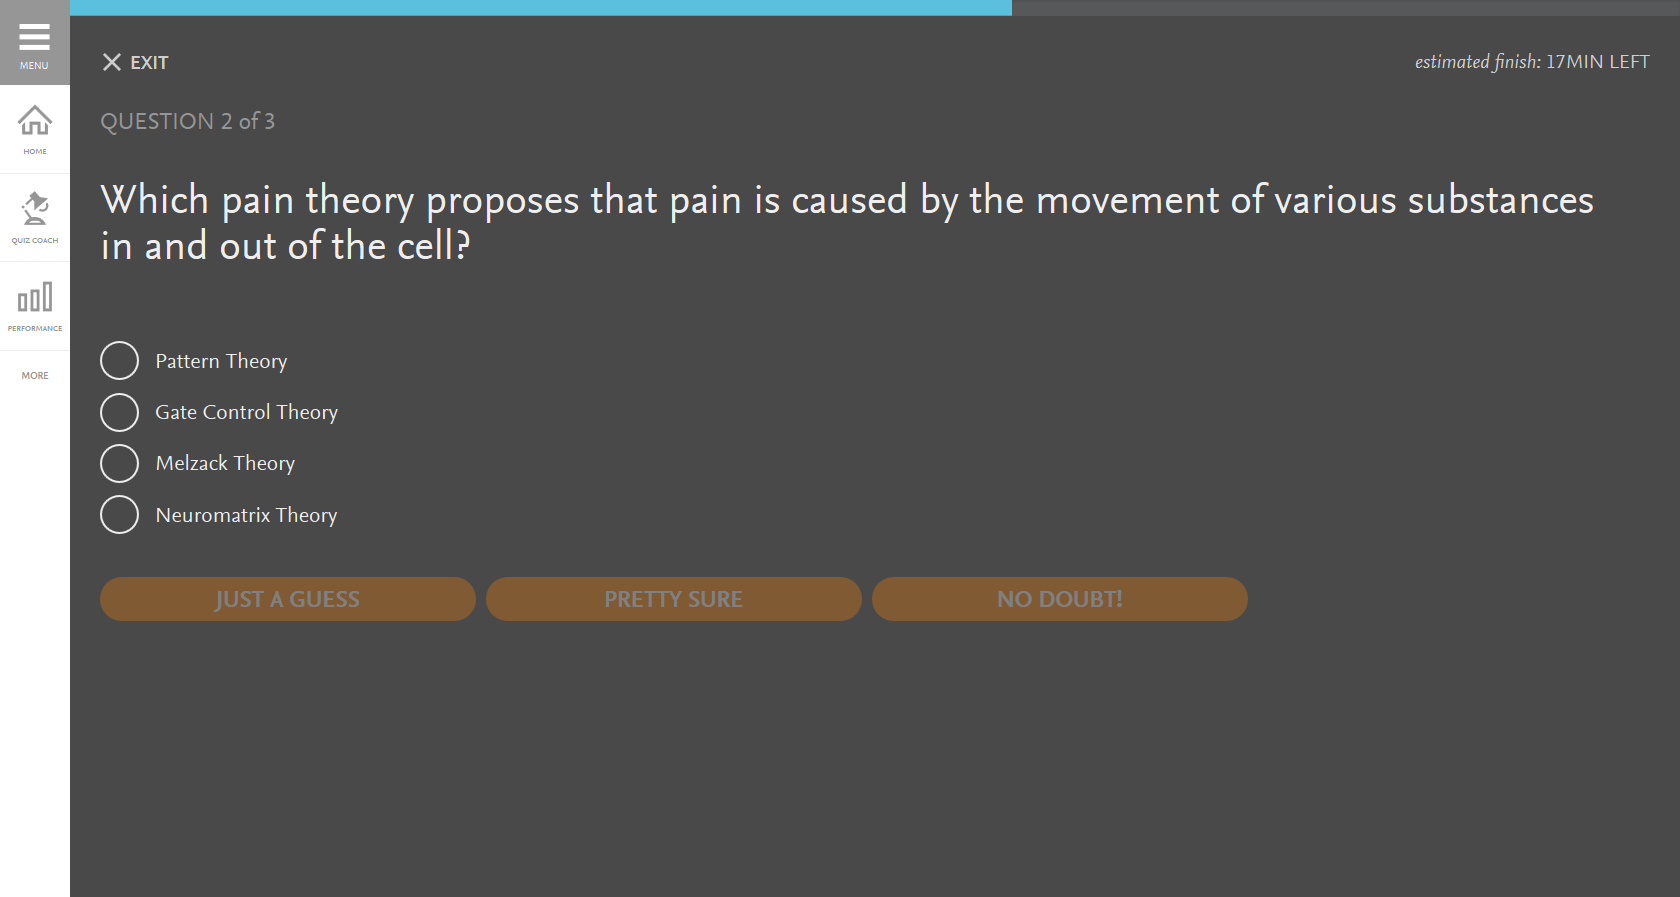 MENU
HOME
QUIZ COACH
PERFORMANCE
MORE
EXIT
estimated finish: 17MIN LEFT
QUESTION 2 of 3
Which pain theory proposes that pain is caused by the movement of various substances
in and out of the cell?
Pattern Theory
Gate Control Theory
Melzack Theory
Neuromatrix Theory
JUST A GUESS
PRETTY SURE
NO DOUBT!